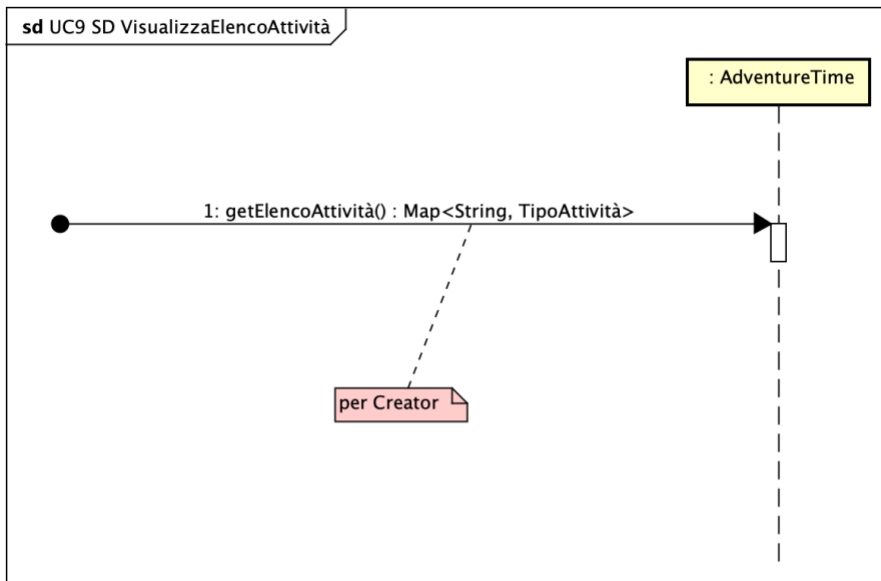 sd UC9 SD VisualizzaElencoAttività
: AdventureTime
1: getElencoAttività() : Map<String, TipoAttività>
per Creator